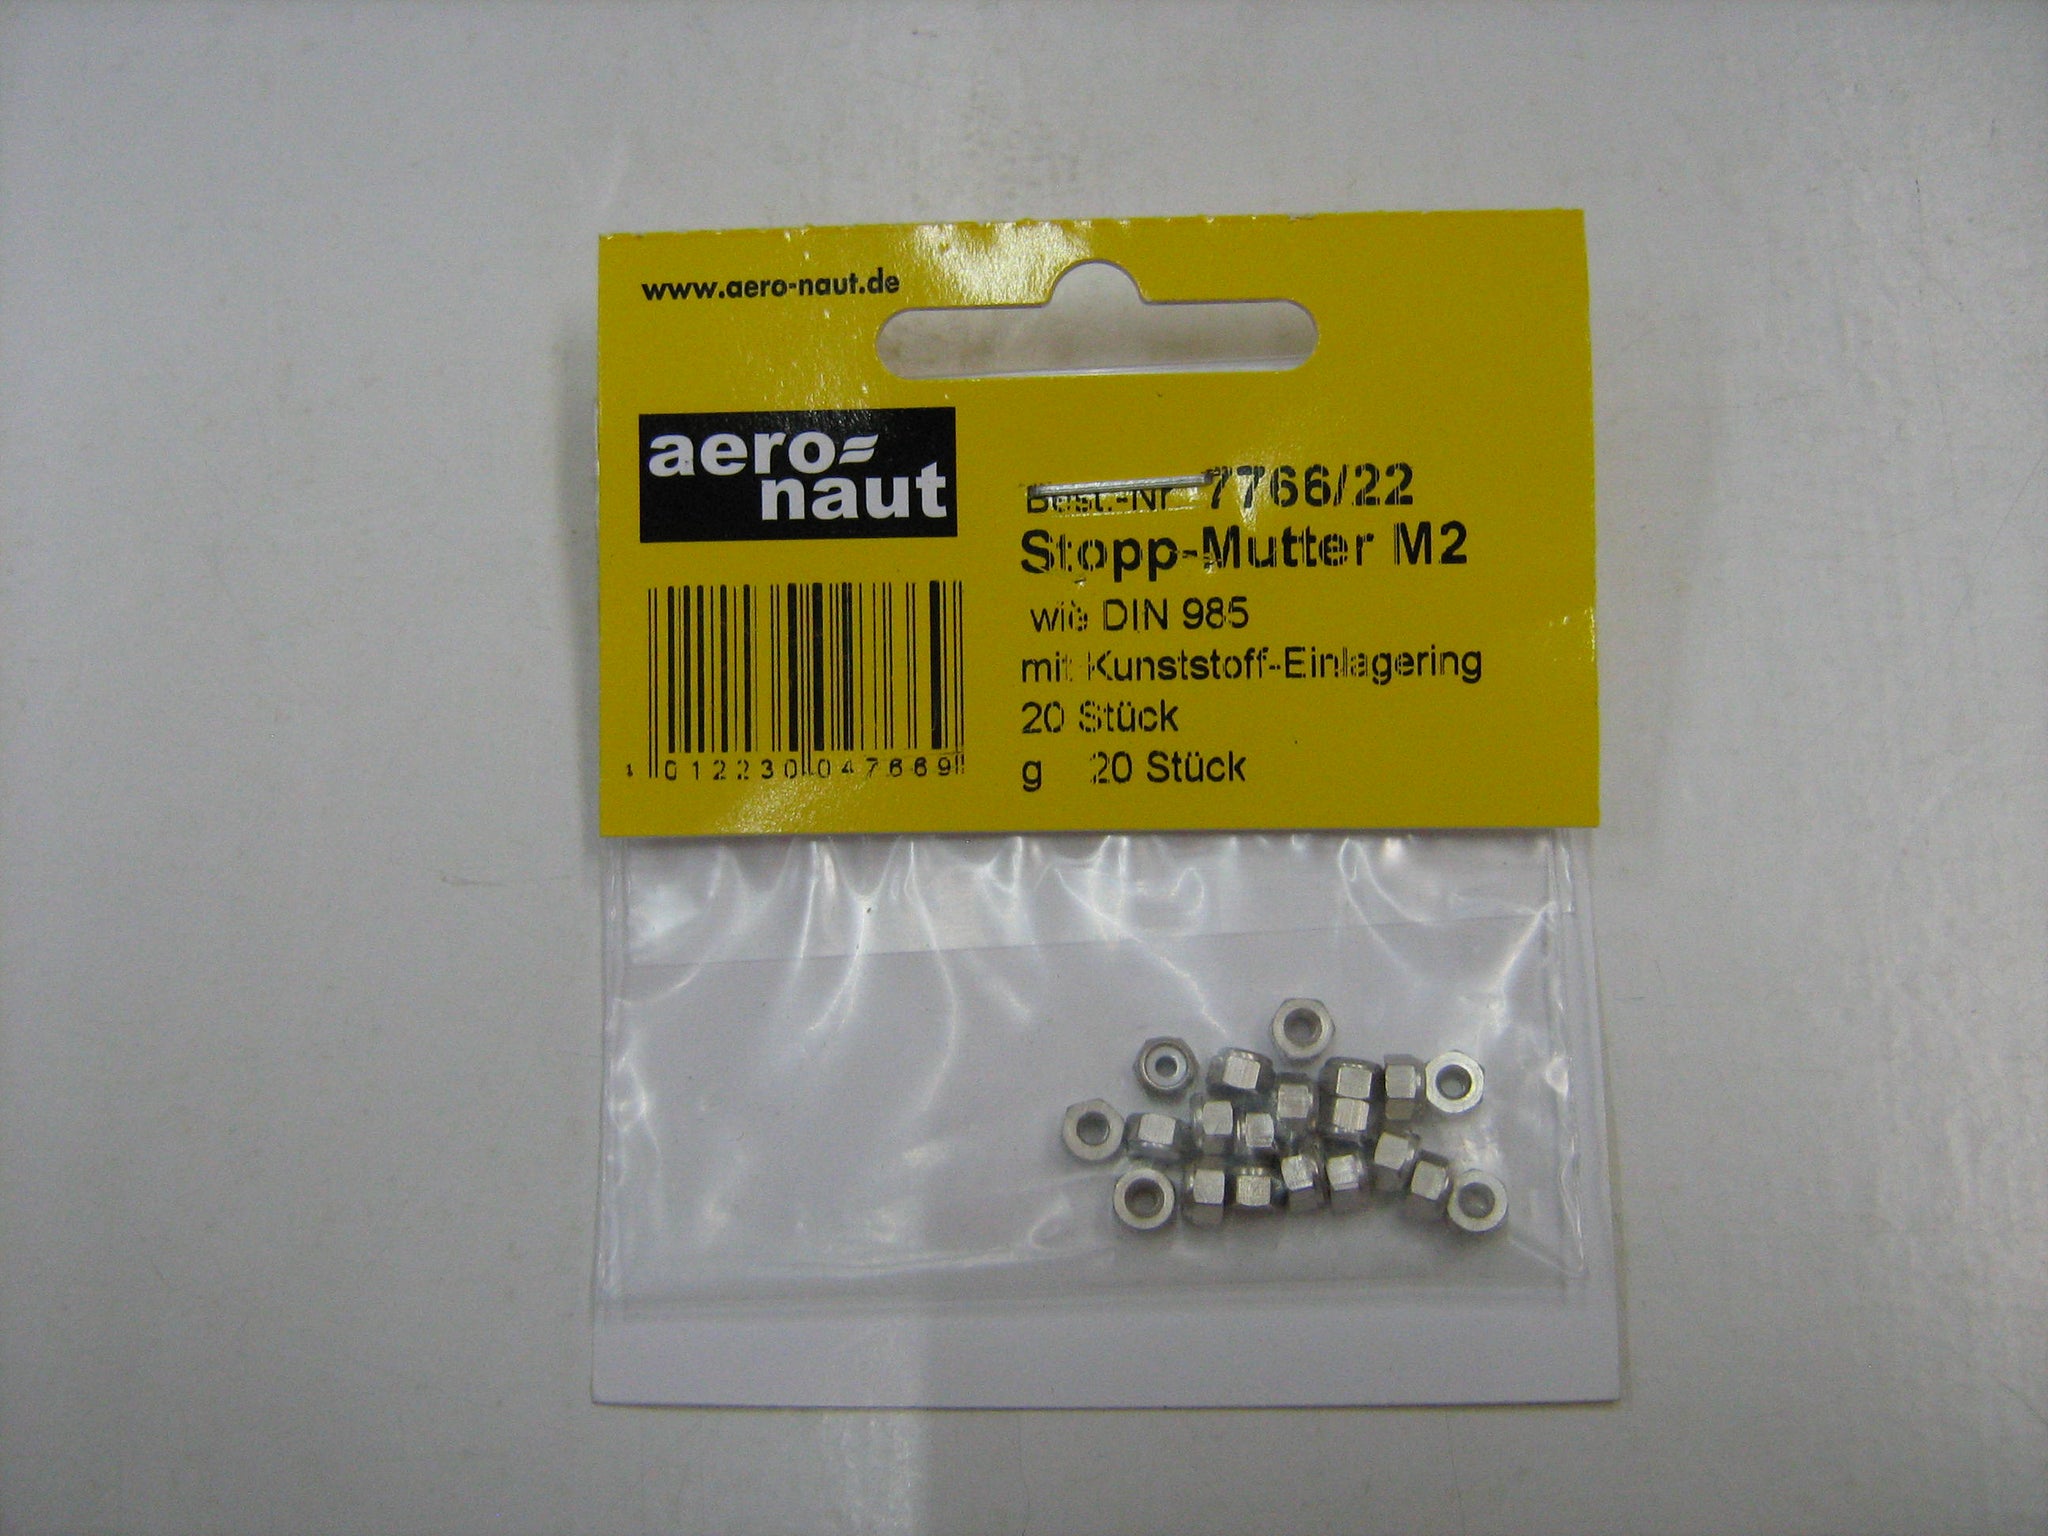 www.aero-naut.de
aero-
naut
Best.-Nr 7766/22
Stopp-Mutter M2
wie DIN 985
mit Kunststoff-Einlagering
20 Stück
g 20 Stück
012230 047669